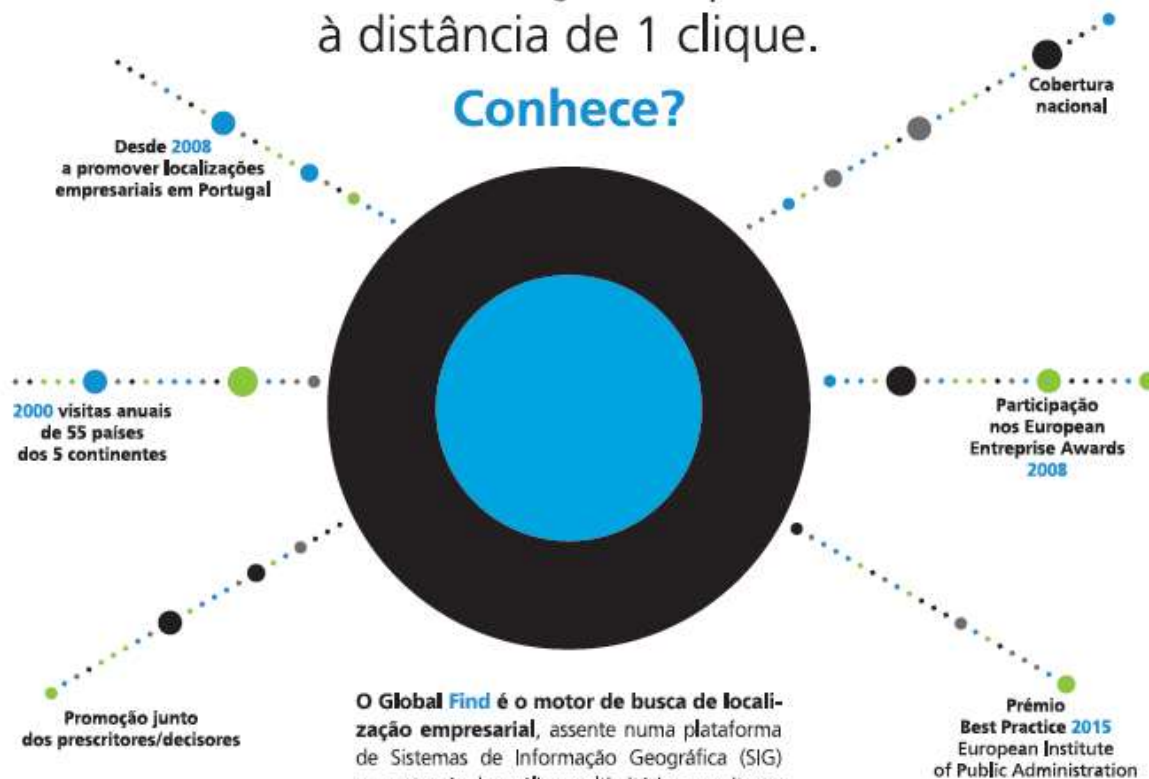 à distância de 1 clique.
Conhece?
Cobertura
nacional
Desde 2008
a promover localizações
empresariais em Portugal
2000 visitas anuais
de 55 países
dos 5 continentes
Participação
nos European
Entreprise Awards
2008
Promoção junto
dos prescritores/decisores
O Global Find é o motor de busca de locali-
zação empresarial, assente numa plataforma
de Sistemas de Informação Geográfica (SIG)
Prémio
Best Practice 2015
European Institute
of Public Administration